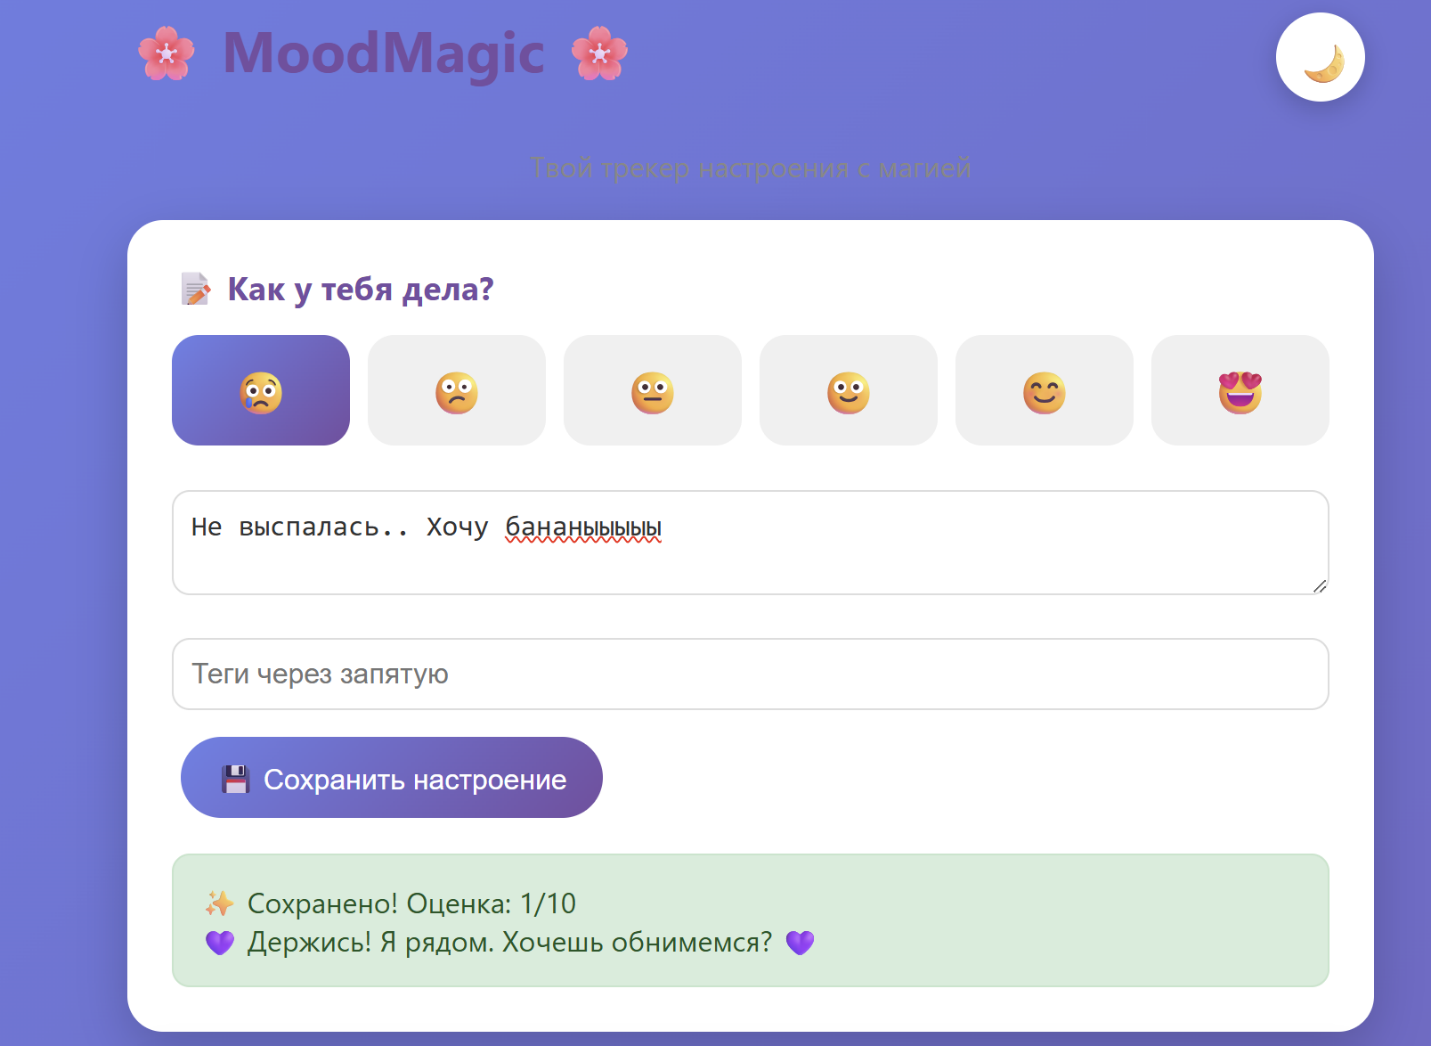 MoodMagic
Твой трекер настроения с магией
Как у тебя дела?
Не выспалась.. Хочу бананыыыыы
Теги через запятую
Сохранить настроение
Сохранено! Оценка: 1/10
Держись! Я рядом. Хочешь обнимемся?